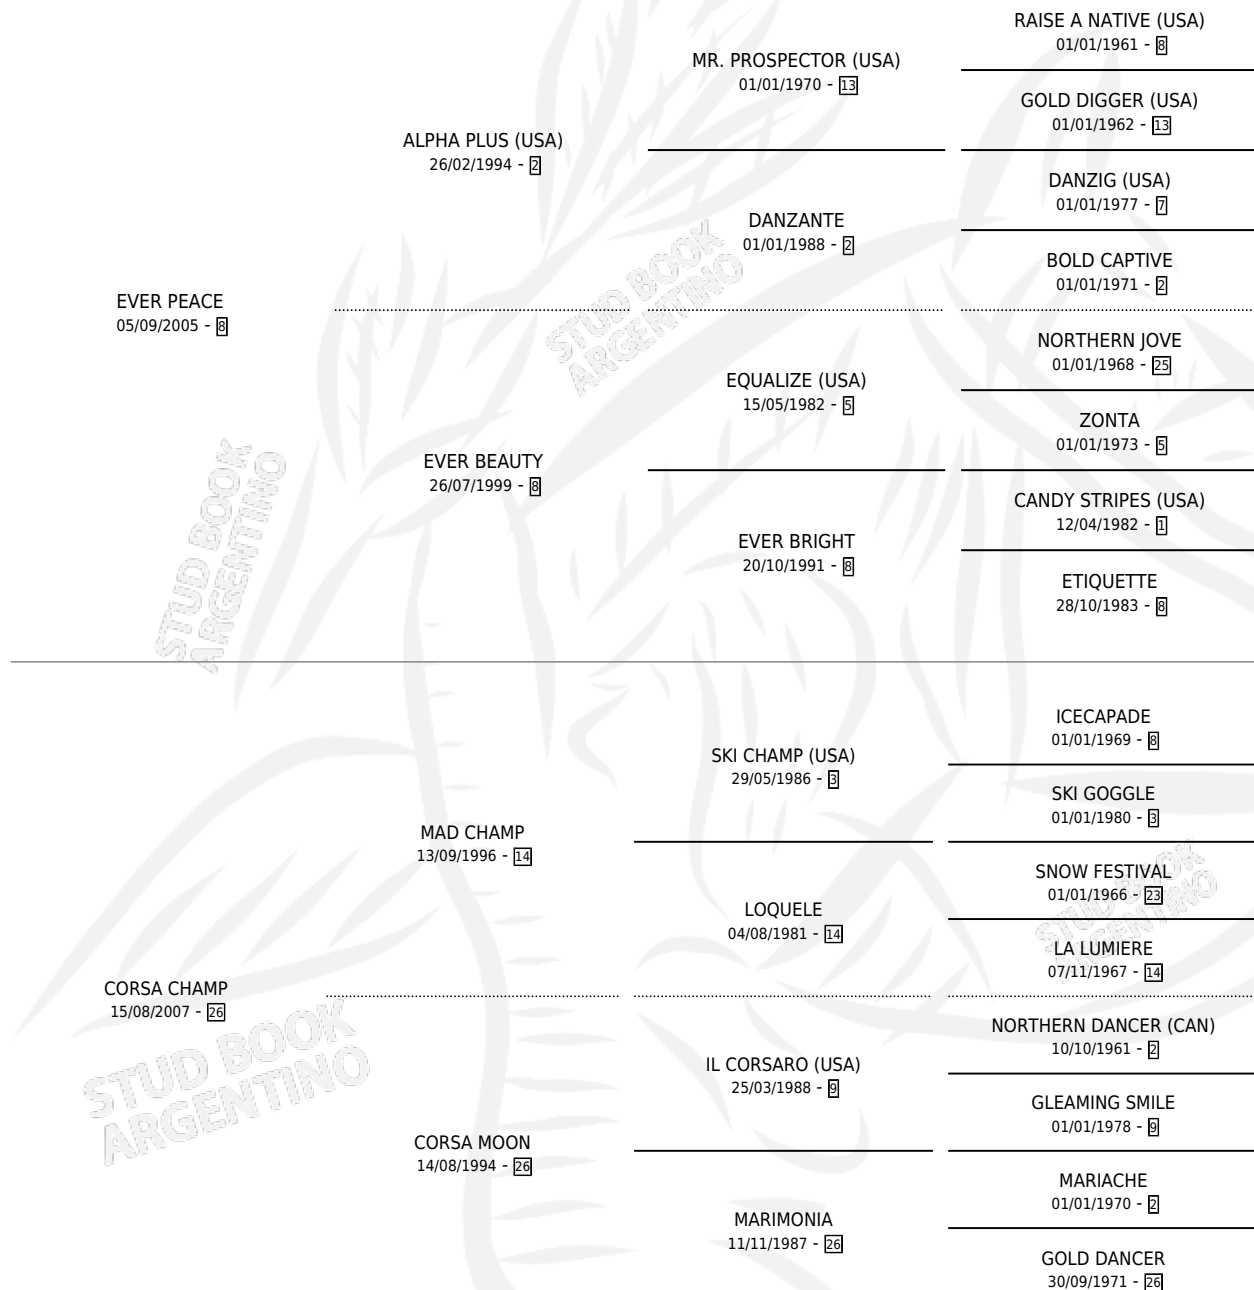 RAISE A NATIVE (USA)
01/01/1961 - 8
MR. PROSPECTOR (USA)
01/01/1970 - 13
GOLD DIGGER (USA)
01/01/1962 - 13
ALPHA PLUS (USA)
26/02/1994 - 2
DANZIG (USA)
01/01/1977 - 7
DANZANTE
01/01/1988 - 2
BOLD CAPTIVE
01/01/1971 - 2
EVER PEACE
05/09/2005 - 8
NORTHERN JOVE
01/01/1968 - 25
EQUALIZE (USA)
15/05/1982 - 5
ZONTA
01/01/1973 - 5
EVER BEAUTY
26/07/1999 - 8
CANDY STRIPES (USA)
12/04/1982 - 1
EVER BRIGHT
20/10/1991 - 8
ETIQUETTE
28/10/1983 - 8
ICECAPADE
01/01/1969 - 8
SKI CHAMP (USA)
29/05/1986 - 3
SKI GOGGLE
01/01/1980 - 3
MAD CHAMP
13/09/1996 - 14
SNOW FESTIVAL
01/01/1966 - 23
LOQUELE
04/08/1981 - 14
LA LUMIERE
07/11/1967 - 14
CORSA CHAMP
15/08/2007 - 26
NORTHERN DANCER (CAN)
10/10/1961 - 2
IL CORSARO (USA)
25/03/1988 - 9
GLEAMING SMILE
01/01/1978 - 9
CORSA MOON
14/08/1994 - 26
MARIACHE
01/01/1970 - 2
MARIMONIA
11/11/1987 - 26
GOLD DANCER
30/09/1971 - 26
STUD BOOK
ARGENTINO
STUD BOOK
ARGENTINO
STUD BOOK
ARGENTINO
STUD BOOK
ARGENTINO